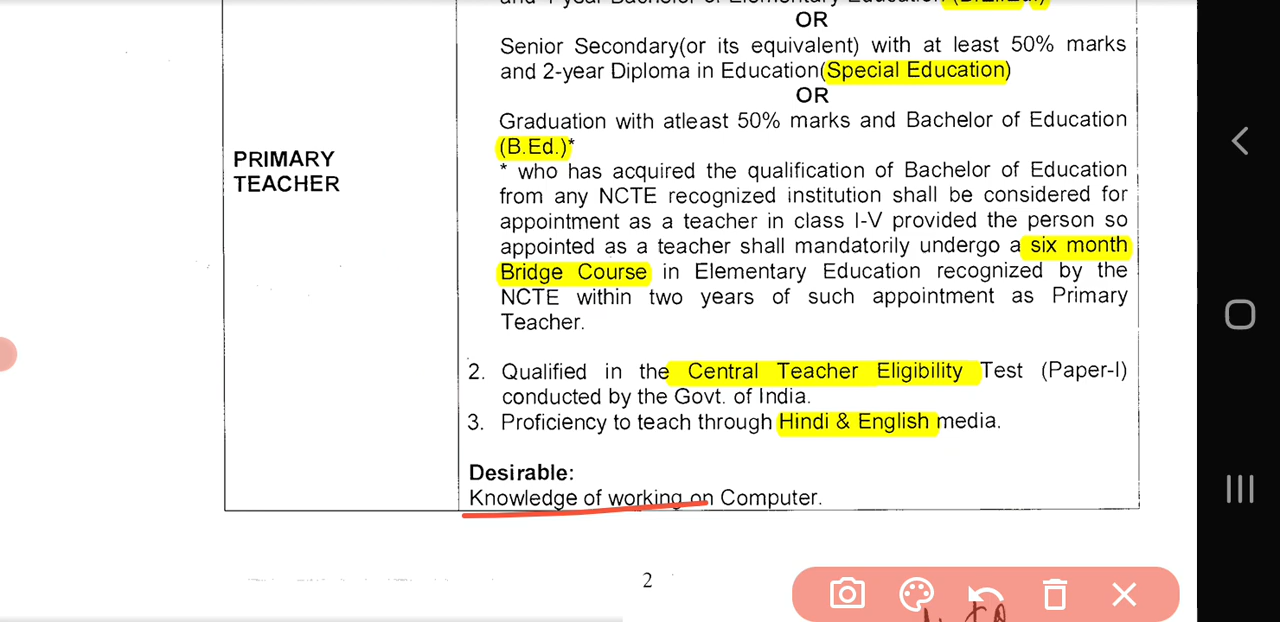 OR
Senior Secondary(or its equivalent) with at least 50% marks
and 2-year Diploma in Education(Special Education)
OR
Graduation with atleast 50% marks and Bachelor of Education
(B.Ed.)*
PRIMARY
TEACHER
* who has acquired the qualification of Bachelor of Education
from any NCTE recognized institution shall be considered for
appointment as a teacher in class I-V provided the person so
appointed as a teacher shall mandatorily undergo a six month
Bridge Course in Elementary Education recognized by the
NCTE within two years of such appointment as Primary
Teacher.
2. Qualified in the Central Teacher Eligibility Test (Paper-I)
conducted by the Govt. of India.
3. Proficiency to teach through Hindi & English media.
Desirable:
Knowledge of working on Computer.
2